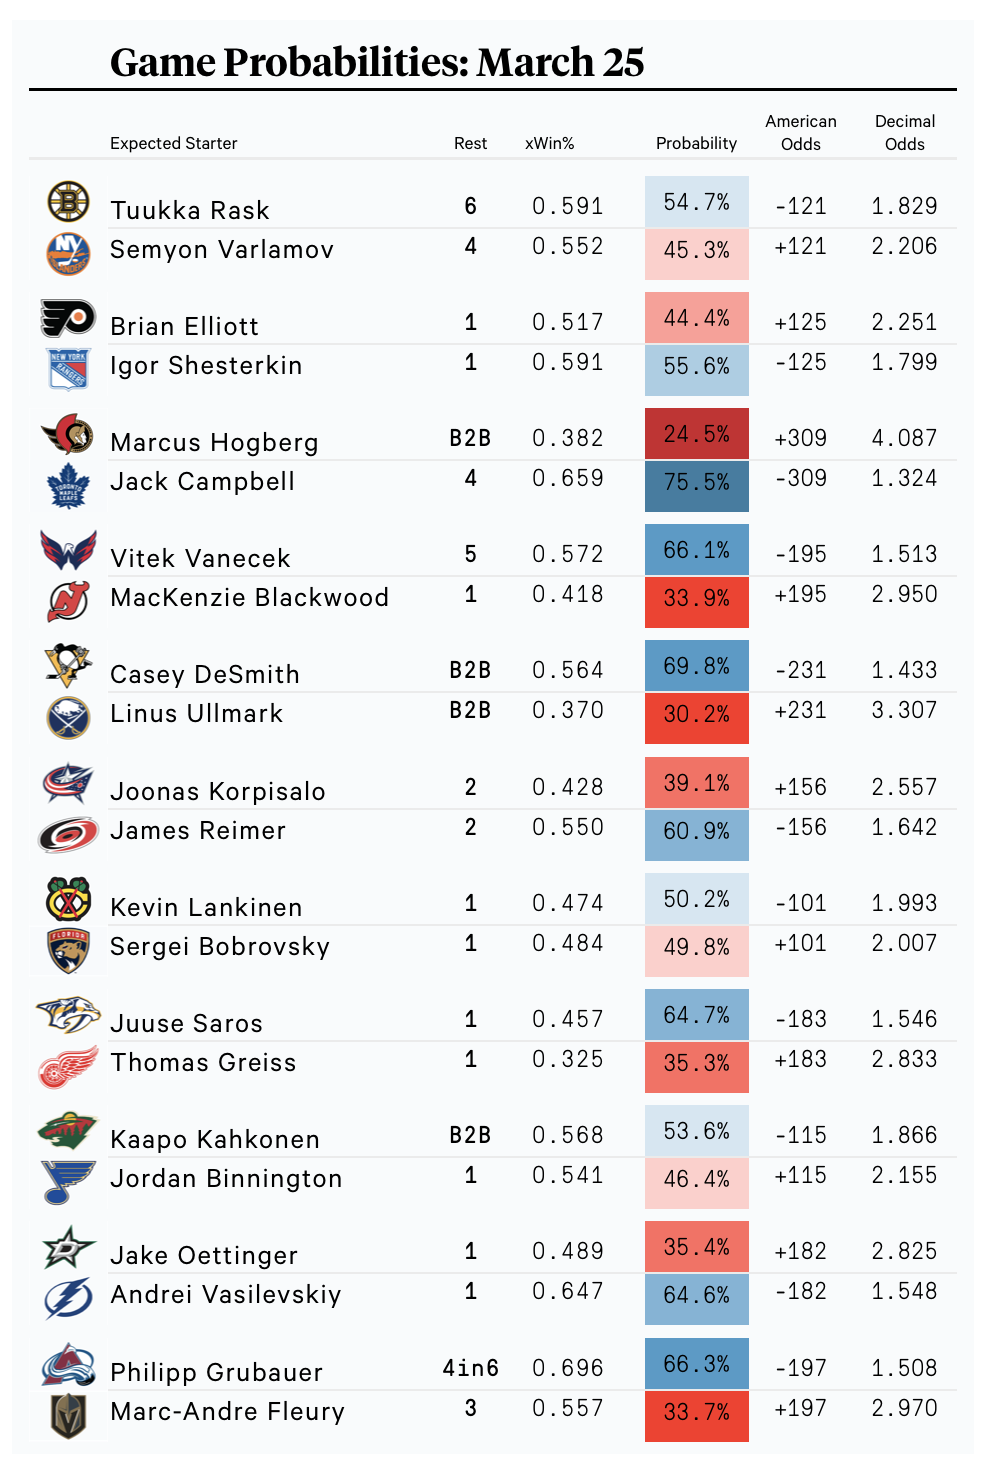 Game Probabilities: March 25
Expected Starter Rest xWin% Probability American Odds Decimal Odds
Tuukka Rask 6 0.591 54.7% -121 1.829
Semyon Varlamov 4 0.552 45.3% +121 2.206
Brian Elliott 1 0.517 44.4% +125 2.251
Igor Shesterkin 1 0.591 55.6% -125 1.799
Marcus Hogberg B2B 0.382 24.5% +309 4.087
Jack Campbell 4 0.659 75.5% -309 1.324
Vitek Vanecek 5 0.572 66.1% -195 1.513
MacKenzie Blackwood 1 0.418 33.9% +195 2.950
Casey DeSmith B2B 0.564 69.8% -231 1.433
Linus Ullmark B2B 0.370 30.2% +231 3.307
Joonas Korpisalo 2 0.428 39.1% +156 2.557
James Reimer 2 0.550 60.9% -156 1.642
Kevin Lankinen 1 0.474 50.2% -101 1.993
Sergei Bobrovsky 1 0.484 49.8% +101 2.007
Juuse Saros 1 0.457 64.7% -183 1.546
Thomas Greiss 1 0.325 35.3% +183 2.833
Kaapo Kahkonen B2B 0.568 53.6% -115 1.866
Jordan Binnington 1 0.541 46.4% +115 2.155
Jake Oettinger 1 0.489 35.4% +182 2.825
Andrei Vasilevskiy 1 0.647 64.6% -182 1.548
Philipp Grubauer 4in6 0.696 66.3% -197 1.508
Marc-Andre Fleury 3 0.557 33.7% +197 2.970